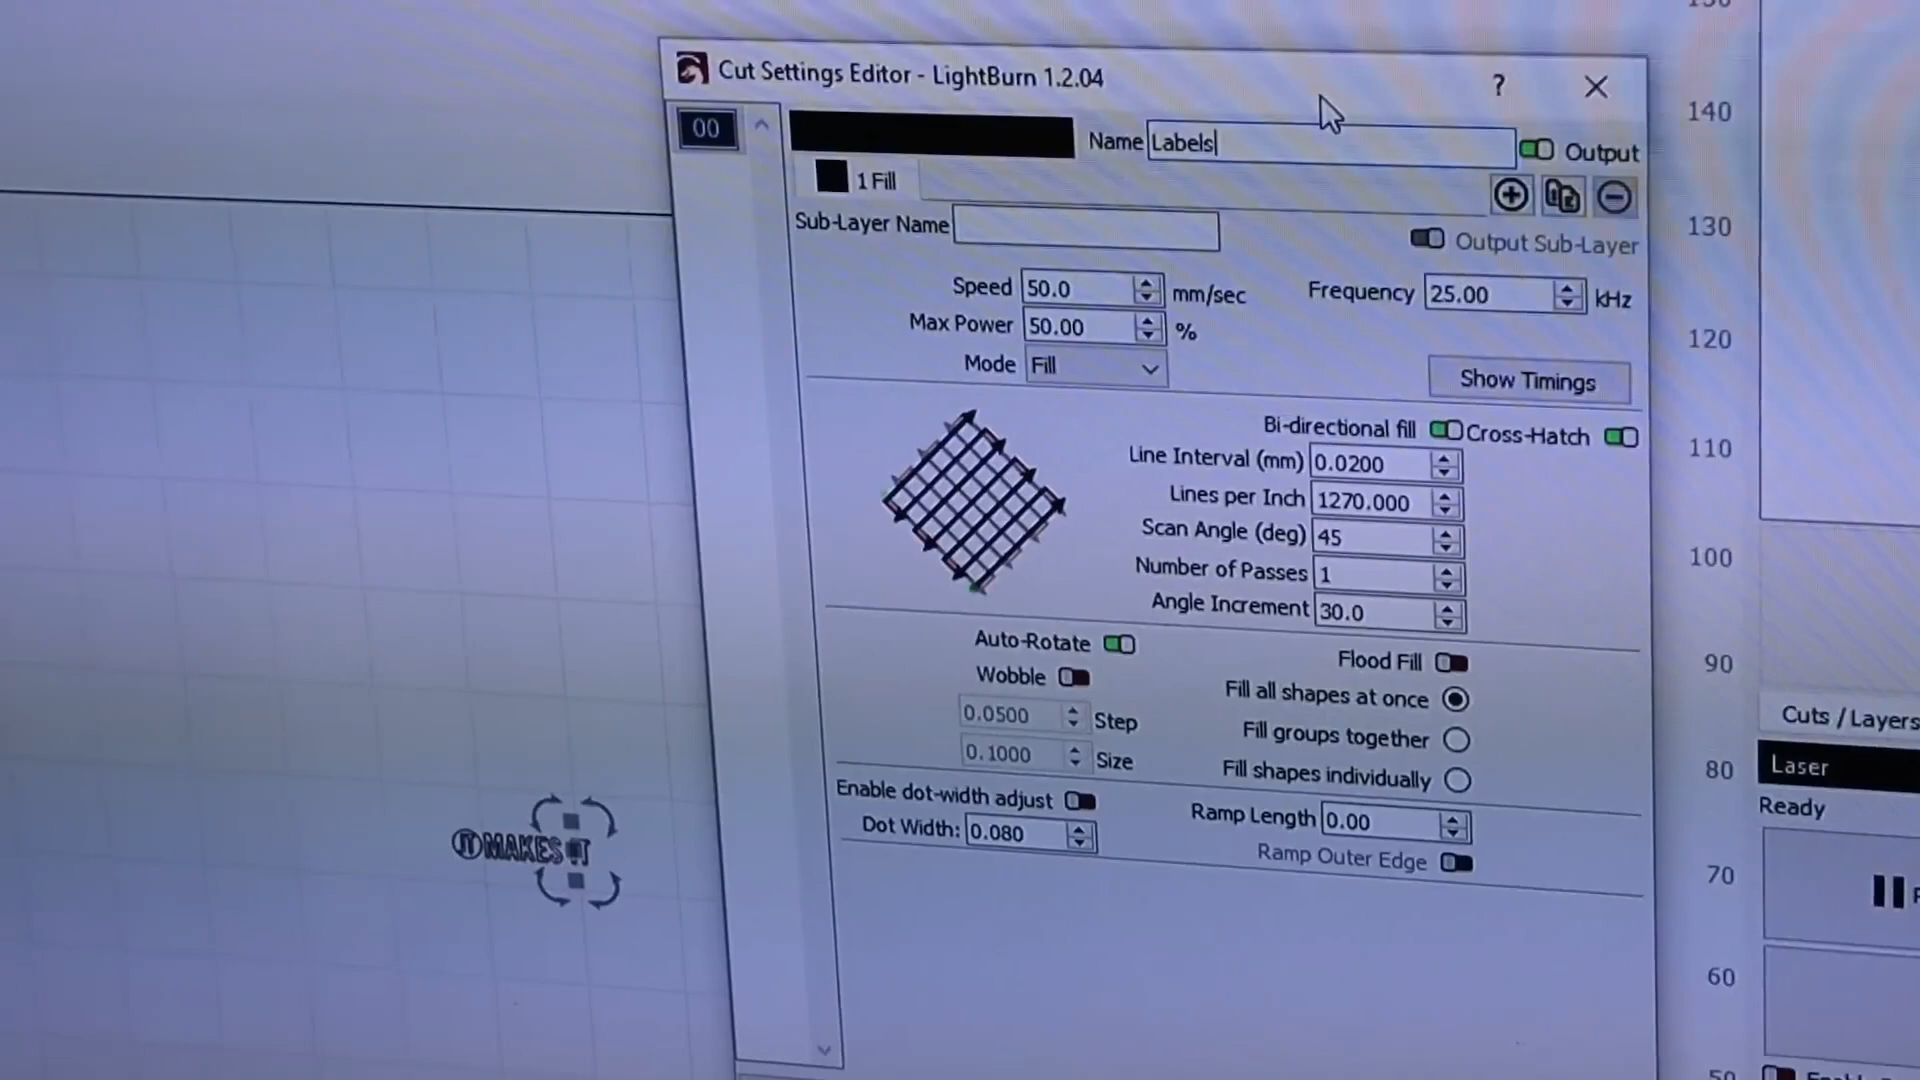 Cut Settings Editor - LightBurn 1.2.04
?
00
Name Labels
Output
1 Fill
Sub-Layer Name
Output Sub-Layer
Speed 50.0 mm/sec
Frequency 25.00 kHz
Max Power 50.00 %
Mode Fill
Show Timings
Bi-directional fill
Cross-Hatch
Line Interval (mm) 0.0200
Lines per Inch 1270.000
Scan Angle (deg) 45
Number of Passes 1
Angle Increment 30.0
Auto-Rotate
Flood Fill
Wobble
Fill all shapes at once
0.0500 Step
Fill groups together
0.1000 Size
Fill shapes individually
Enable dot-width adjust
Ramp Length 0.00
Dot Width: 0.080
Ramp Outer Edge
MAKES IT
140
130
120
110
100
90
80
70
60
Cuts / Layers
Laser
Ready